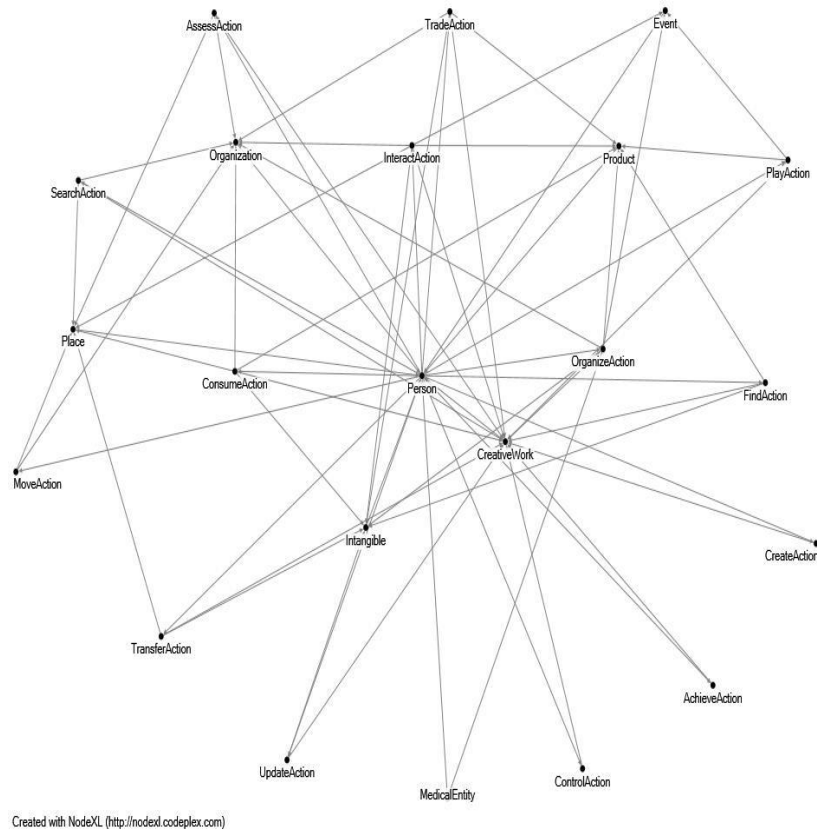 AssessAction
TradeAction
Event
Organization
InteractAction
Product
SearchAction
PlayAction
Place
ConsumeAction
Person
OrganizeAction
FindAction
CreativeWork
MoveAction
Intangible
CreateAction
TransferAction
AchieveAction
UpdateAction
MedicalEntity
ControlAction
Created with NodeXL (http://nodexl.codeplex.com)